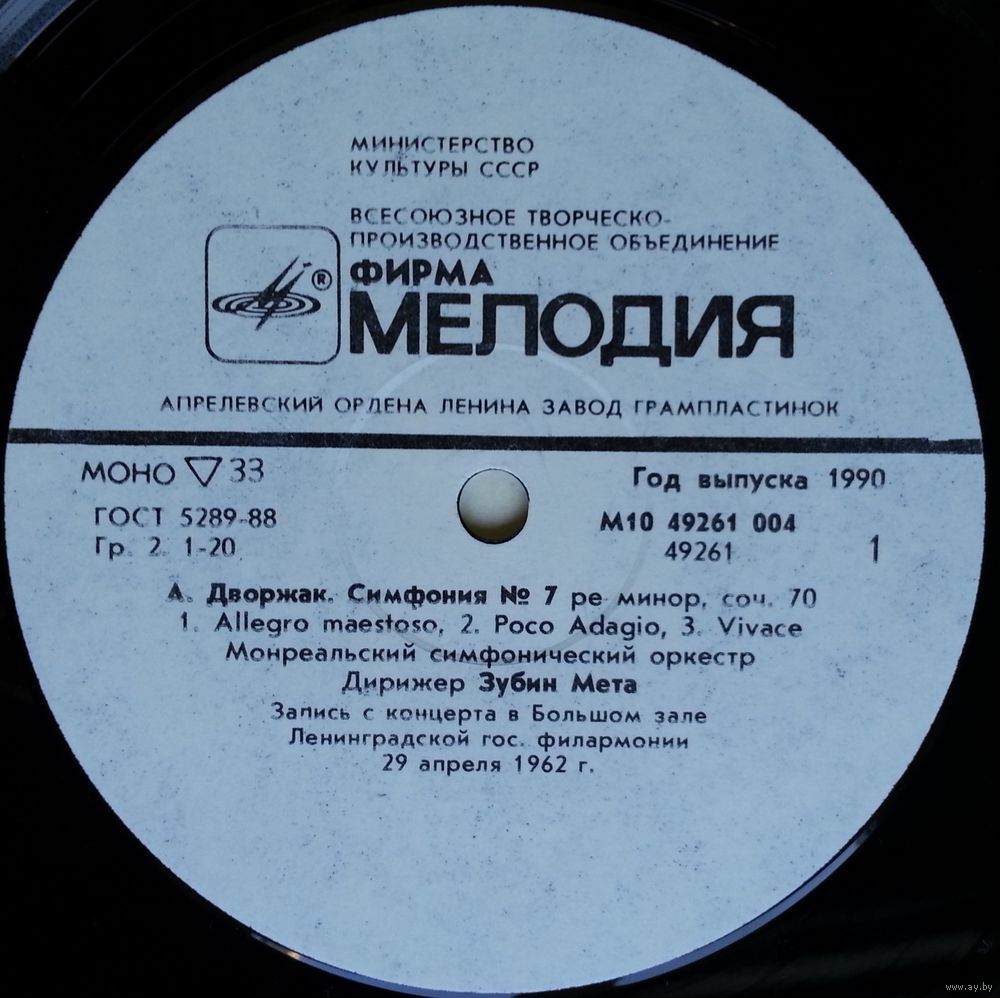 МИНИСТЕРСТВО
КУЛЬТУРЫ СССР
ВСЕСОЮЗНОЕ ТВОРЧЕСКО-
ПРОИЗВОДСТВЕННОЕ ОБЪЕДИНЕНИЕ
®
ФИРМА
МЕЛОДИЯ
АПРЕЛЕВСКИЙ ОРДЕНА ЛЕНИНА ЗАВОД ГРАМПЛАСТИНОК
МОНО ▽ 33
Год выпуска 1990
ГОСТ 5289-88
М10 49261 004
Гр. 2. 1-20
49261
1
А. Дворжак. Симфония № 7 ре минор, соч. 70
1. Allegro maestoso, 2. Poco Adagio, 3. Vivace
Монреальский симфонический оркестр
Дирижер Зубин Мета
Запись с концерта в Большом зале
Ленинградской гос. филармонии
29 апреля 1962 г.
www.ay.by